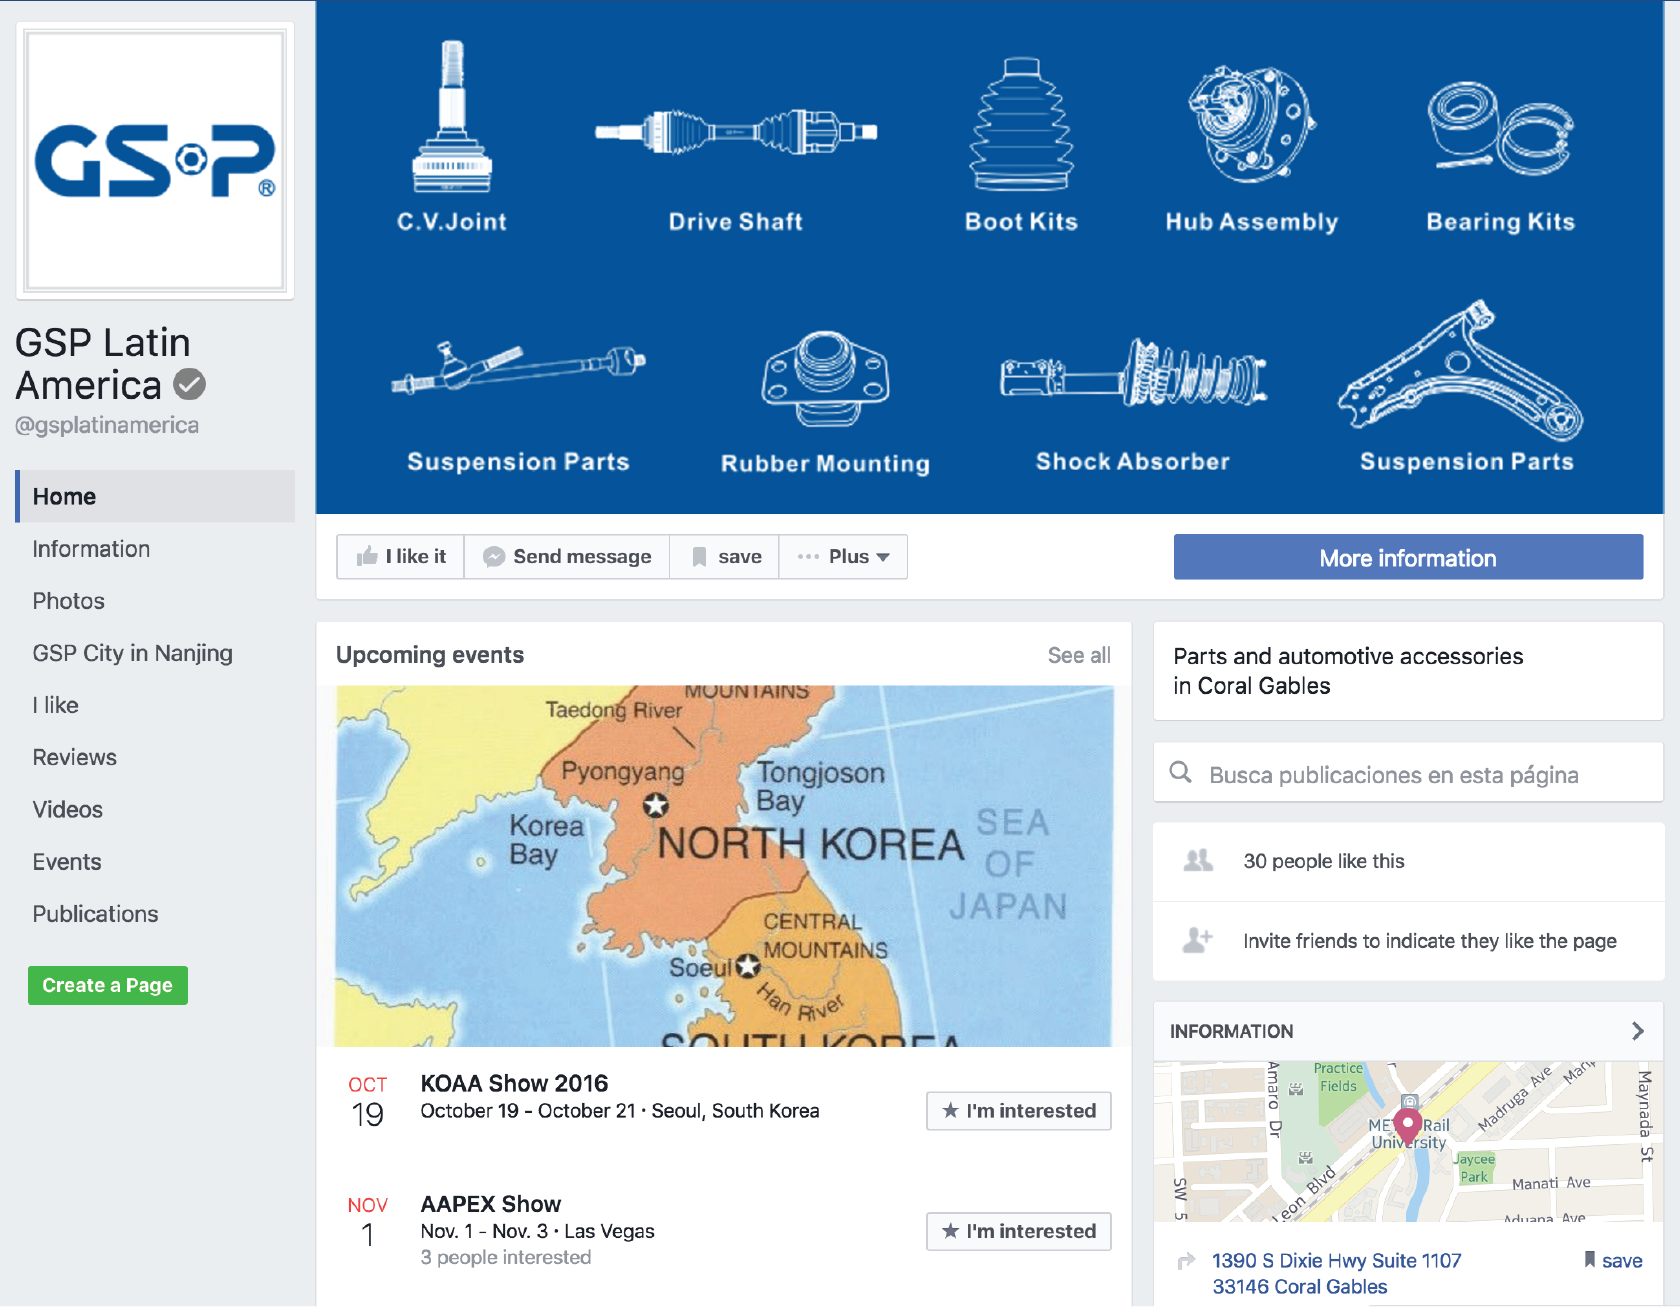 GSP®
GSP Latin
America
@gsplatinamerica
Home
Information
Photos
GSP City in Nanjing
I like
Reviews
Videos
Events
Publications
Create a Page
C.V.Joint
Drive Shaft
Boot Kits
Hub Assembly
Bearing Kits
Suspension Parts
Rubber Mounting
Shock Absorber
Suspension Parts
I like it
Send message
save
Plus
More information
Upcoming events
See all
MOUNTAINS
Taedong River
Pyongyang
Tongjoson
Bay
Korea
Bay
NORTH KOREA
SEA
OF
JAPAN
CENTRAL
MOUNTAINS
Soeul
Han River
SOUTH KOREA
OCT
19
KOAA Show 2016
October 19 - October 21 · Seoul, South Korea
I'm interested
NOV
1
AAPEX Show
Nov. 1 - Nov. 3 · Las Vegas
3 people interested
I'm interested
Parts and automotive accessories
in Coral Gables
Busca publicaciones en esta página
30 people like this
Invite friends to indicate they like the page
INFORMATION
Practice
Fields
Amaro Dr
Madruga Ave
Maynada St
Rail
University
Jaycee
Park
Manati Ave
Leon Blvd
SW 5
Aduana Ave
1390 S Dixie Hwy Suite 1107
33146 Coral Gables
save